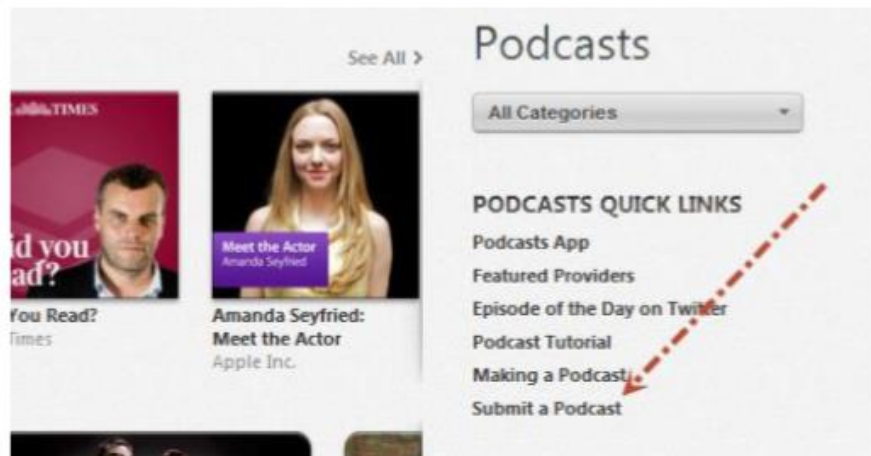 See All >
TIMES
id you
ad?
You Read?
Times
Meet the Actor
Amanda Seyfried
Amanda Seyfried:
Meet the Actor
Apple Inc.
Podcasts
All Categories
PODCASTS QUICK LINKS
Podcasts App
Featured Providers
Episode of the Day on Twitter
Podcast Tutorial
Making a Podcast
Submit a Podcast